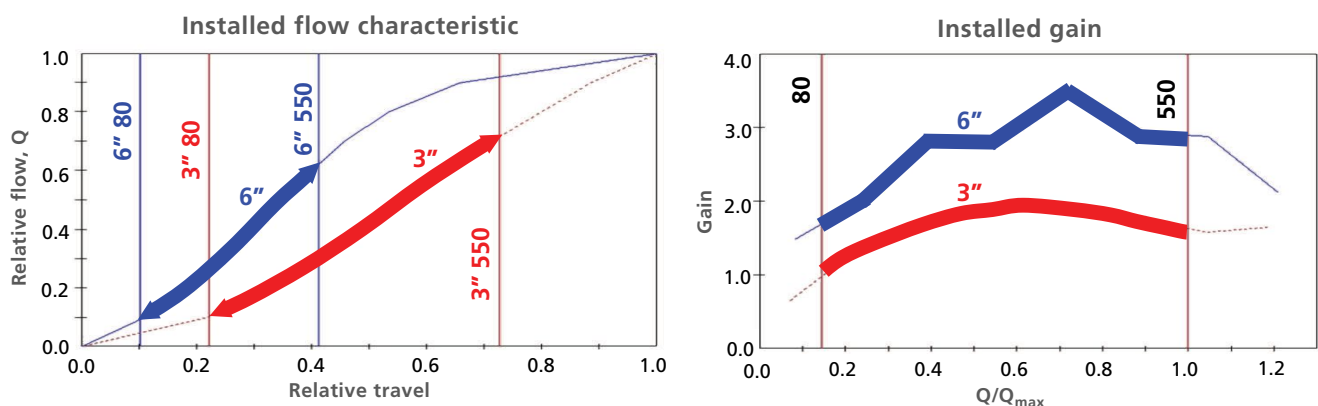 Installed flow characteristic
Relative flow, Q
1.0
0.8
0.6
0.4
0.2
0.0
6″ 80
3″ 80
6″ 550
3″ 550
6″
3″
0.0 0.2 0.4 0.6 0.8 1.0
Relative travel
Installed gain
Gain
4.0
3.0
2.0
1.0
0.0
80
550
6″
3″
0.0 0.2 0.4 0.6 0.8 1.0 1.2
Q/Qmax